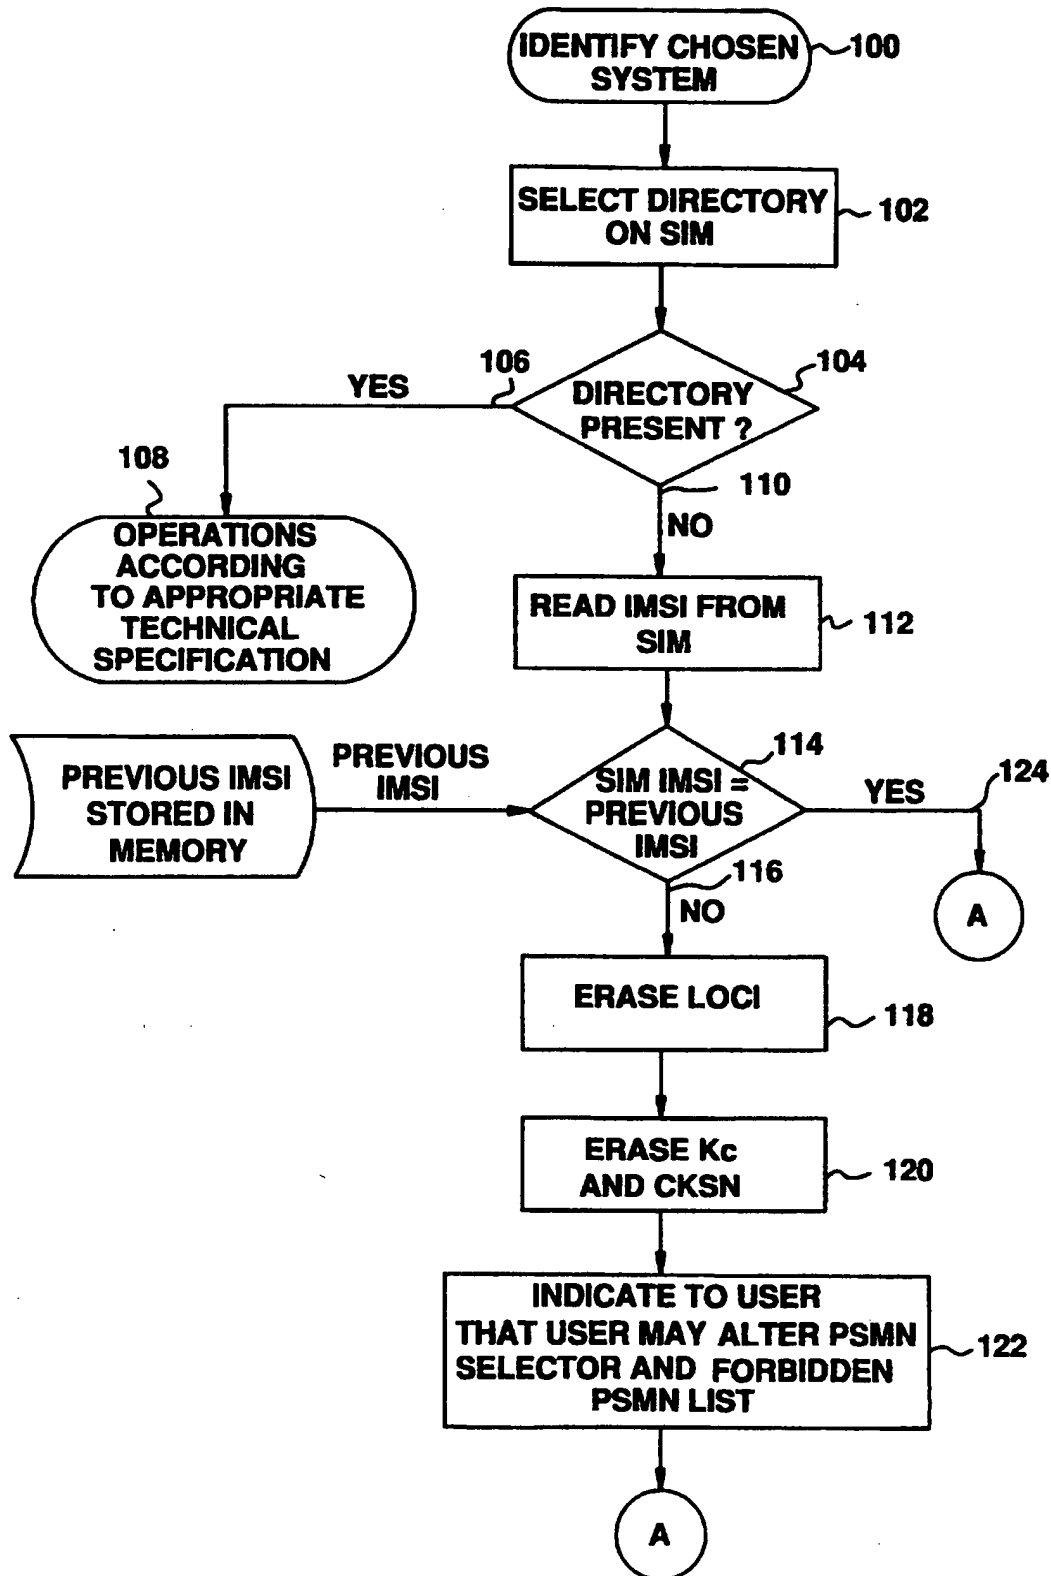 IDENTIFY CHOSEN
SYSTEM
100
SELECT DIRECTORY
ON SIM
102
104
DIRECTORY
PRESENT ?
106
YES
108
OPERATIONS
ACCORDING
TO APPROPRIATE
TECHNICAL
SPECIFICATION
110
NO
READ IMSI FROM
SIM
112
PREVIOUS IMSI
STORED IN
MEMORY
PREVIOUS
IMSI
114
SIM IMSI =
PREVIOUS
IMSI
YES
124
A
116
NO
ERASE LOCI
118
ERASE Kc
AND CKSN
120
INDICATE TO USER
THAT USER MAY ALTER PSMN
SELECTOR AND FORBIDDEN
PSMN LIST
122
A